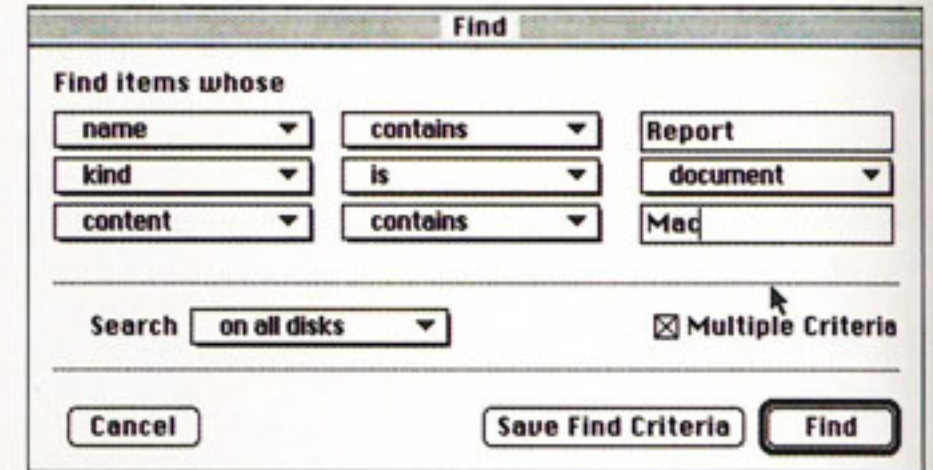 Find
Find items whose
name contains Report
kind is document
content contains Mac
Search on all disks Multiple Criteria
Cancel Save Find Criteria Find